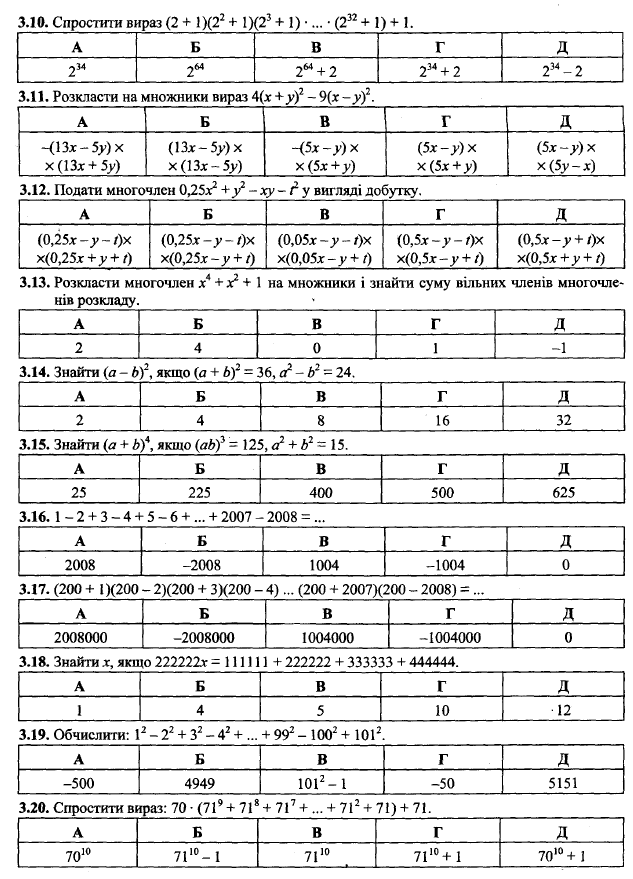 3.10. Спростити вираз (2 + 1)(2² + 1)(2³ + 1) · ... · (2³² + 1) + 1.
А Б В Г Д
2³⁴ 2⁶⁴ 2⁶⁴ + 2 2³⁴ + 2 2³⁴ – 2
3.11. Розкласти на множники вираз 4(x + y)² – 9(x – y)².
А Б В Г Д
–(13x – 5y) × (13x – 5y) × –(5x – y) × (5x – y) × (5x – y) ×
× (13x + 5y) × (13x – 5y) × (5x + y) × (5x + y) × (5y – x)
3.12. Подати многочлен 0,25x² + y² – xy – t² у вигляді добутку.
А Б В Г Д
(0,25x – y – t)× (0,25x – y – t)× (0,05x – y – t)× (0,5x – y – t)× (0,5x – y + t)×
×(0,25x + y + t) ×(0,25x – y + t) ×(0,05x – y + t) ×(0,5x – y + t) ×(0,5x + y + t)
3.13. Розкласти многочлен x⁴ + x² + 1 на множники і знайти суму вільних членів многочле-
нів розкладу.
А Б В Г Д
2 4 0 1 –1
3.14. Знайти (a – b)², якщо (a + b)² = 36, a² – b² = 24.
А Б В Г Д
2 4 8 16 32
3.15. Знайти (a + b)⁴, якщо (ab)³ = 125, a² + b² = 15.
А Б В Г Д
25 225 400 500 625
3.16. 1 – 2 + 3 – 4 + 5 – 6 + ... + 2007 – 2008 = ...
А Б В Г Д
2008 –2008 1004 –1004 0
3.17. (200 + 1)(200 – 2)(200 + 3)(200 – 4) ... (200 + 2007)(200 – 2008) = ...
А Б В Г Д
2008000 –2008000 1004000 –1004000 0
3.18. Знайти x, якщо 222222x = 111111 + 222222 + 333333 + 444444.
А Б В Г Д
1 4 5 10 12
3.19. Обчислити: 1² – 2² + 3² – 4² + ... + 99² – 100² + 101².
А Б В Г Д
–500 4949 101² – 1 –50 5151
3.20. Спростити вираз: 70 · (71⁹ + 71⁸ + 71⁷ + ... + 71² + 71) + 71.
А Б В Г Д
70¹⁰ 71¹⁰ – 1 71¹⁰ 71¹⁰ + 1 70¹⁰ + 1